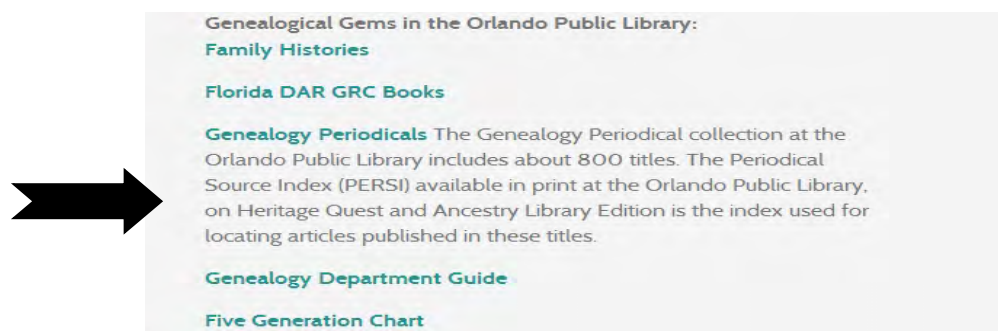 Genealogical Gems in the Orlando Public Library:
Family Histories
Florida DAR GRC Books
Genealogy Periodicals The Genealogy Periodical collection at the
Orlando Public Library includes about 800 titles. The Periodical
Source Index (PERSI) available in print at the Orlando Public Library,
on Heritage Quest and Ancestry Library Edition is the index used for
locating articles published in these titles.
Genealogy Department Guide
Five Generation Chart